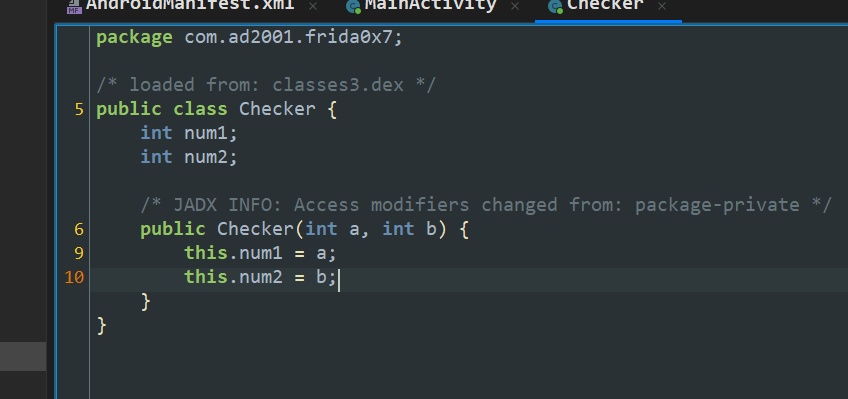 AndroidManifest.xml × MainActivity × Checker ×
package com.ad2001.frida0x7;
/* loaded from: classes3.dex */
5 public class Checker {
int num1;
int num2;
/* JADX INFO: Access modifiers changed from: package-private */
6 public Checker(int a, int b) {
9 this.num1 = a;
10 this.num2 = b;
}
}